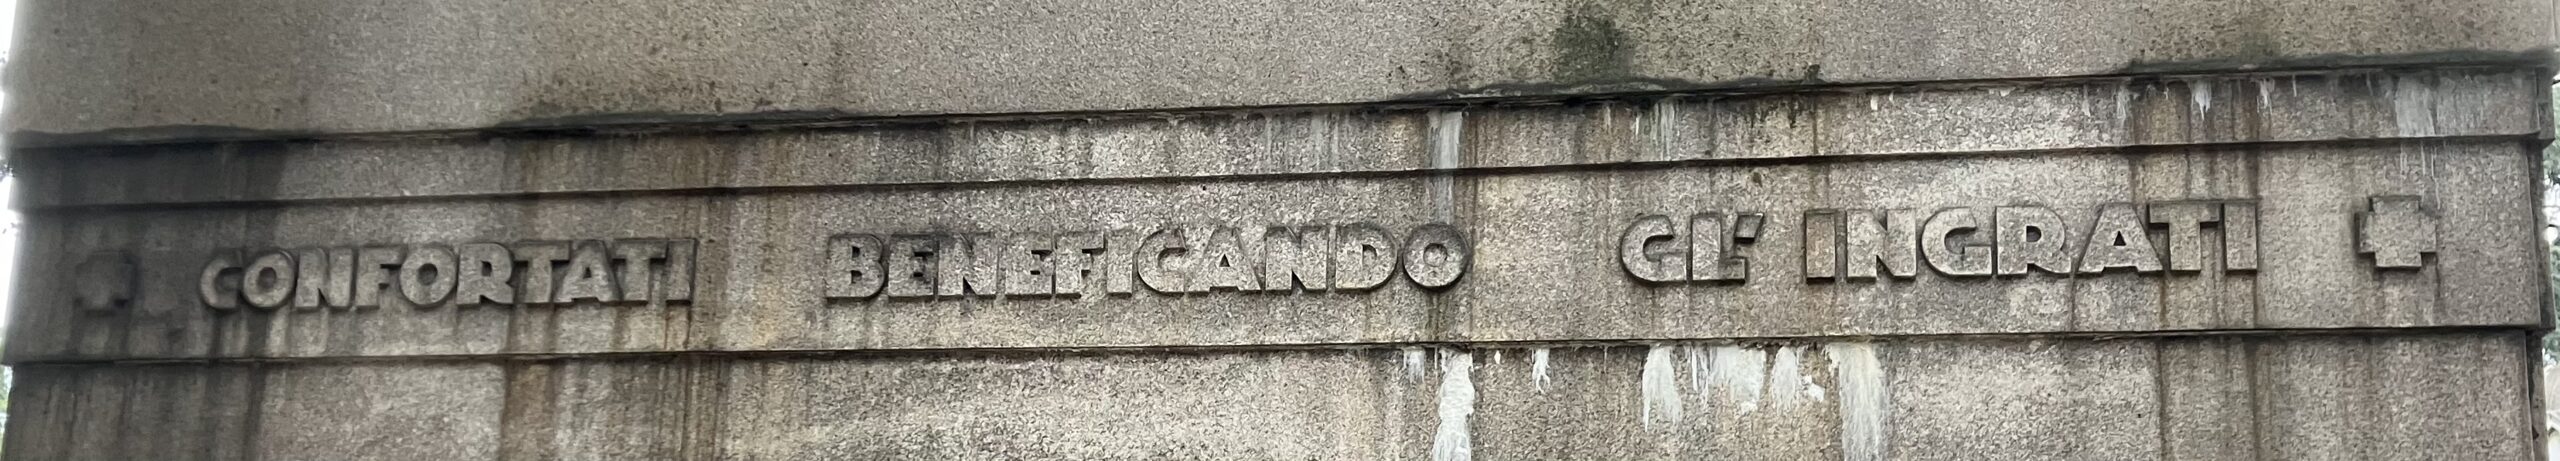 CONFORTATI BENEFICANDO GL' INGRATI